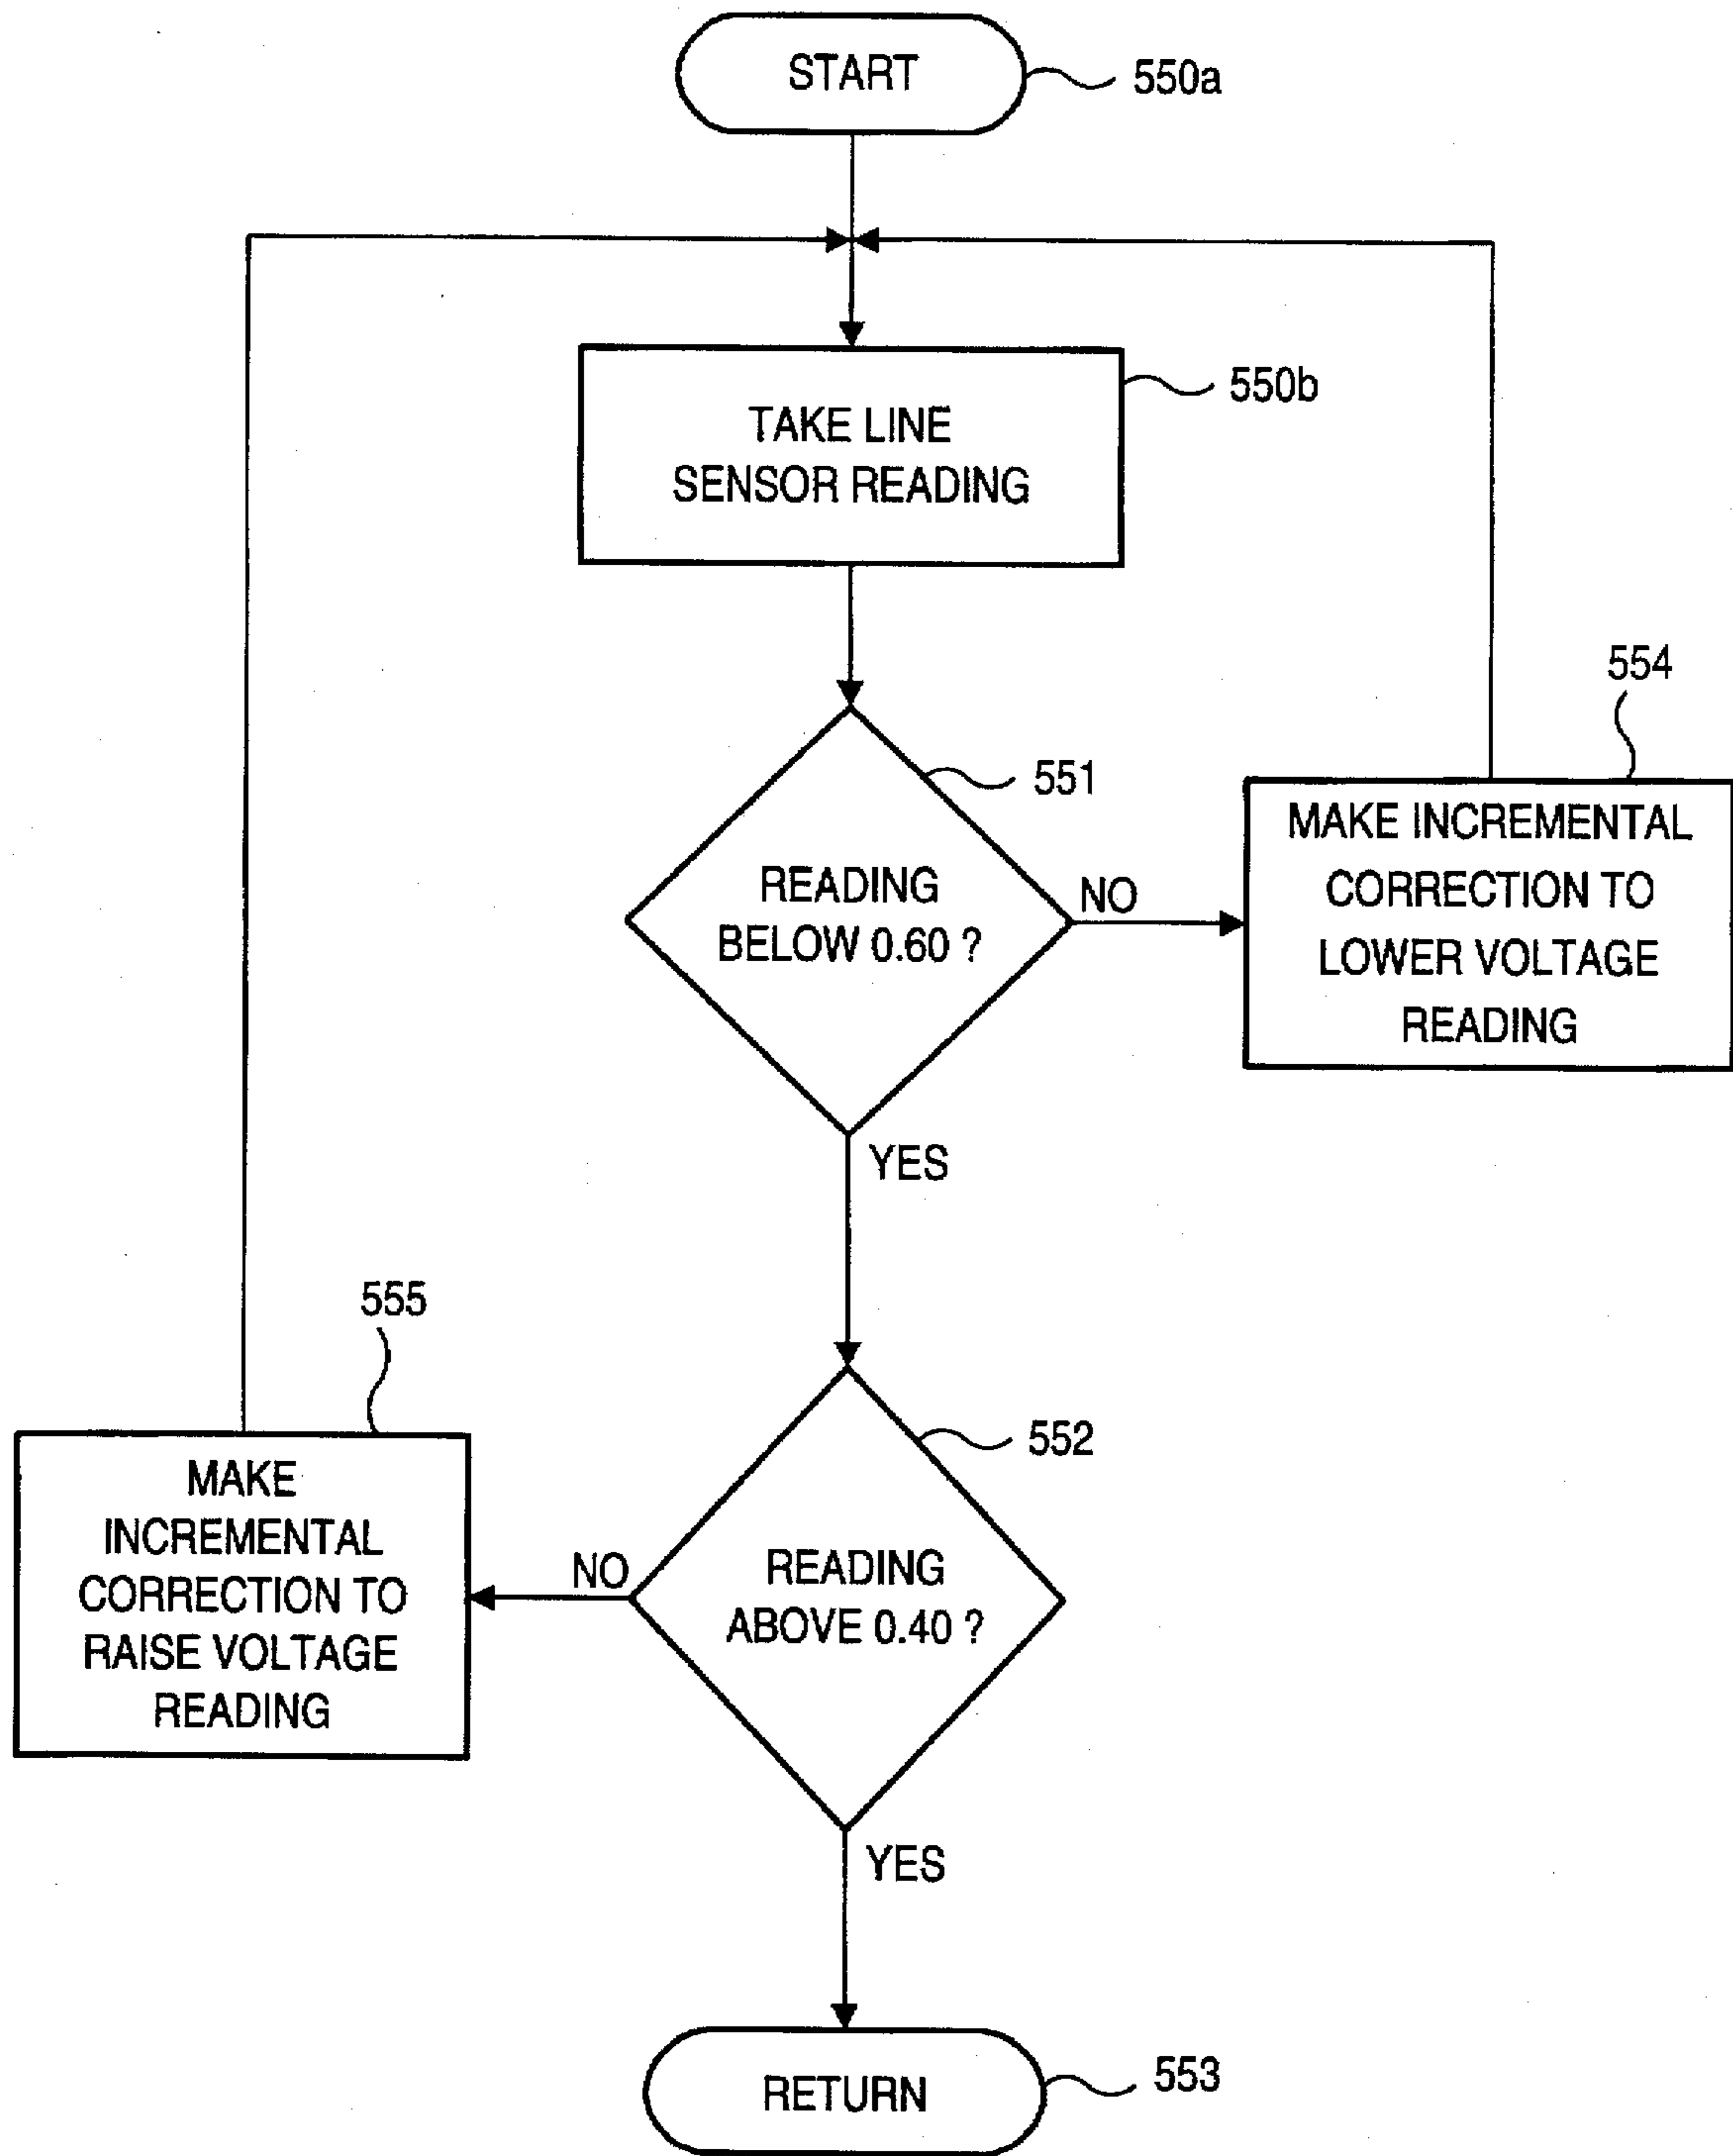 START
550a
TAKE LINE
SENSOR READING
550b
551
READING
BELOW 0.60 ?
NO
554
MAKE INCREMENTAL
CORRECTION TO
LOWER VOLTAGE
READING
YES
552
READING
ABOVE 0.40 ?
NO
555
MAKE
INCREMENTAL
CORRECTION TO
RAISE VOLTAGE
READING
YES
RETURN
553